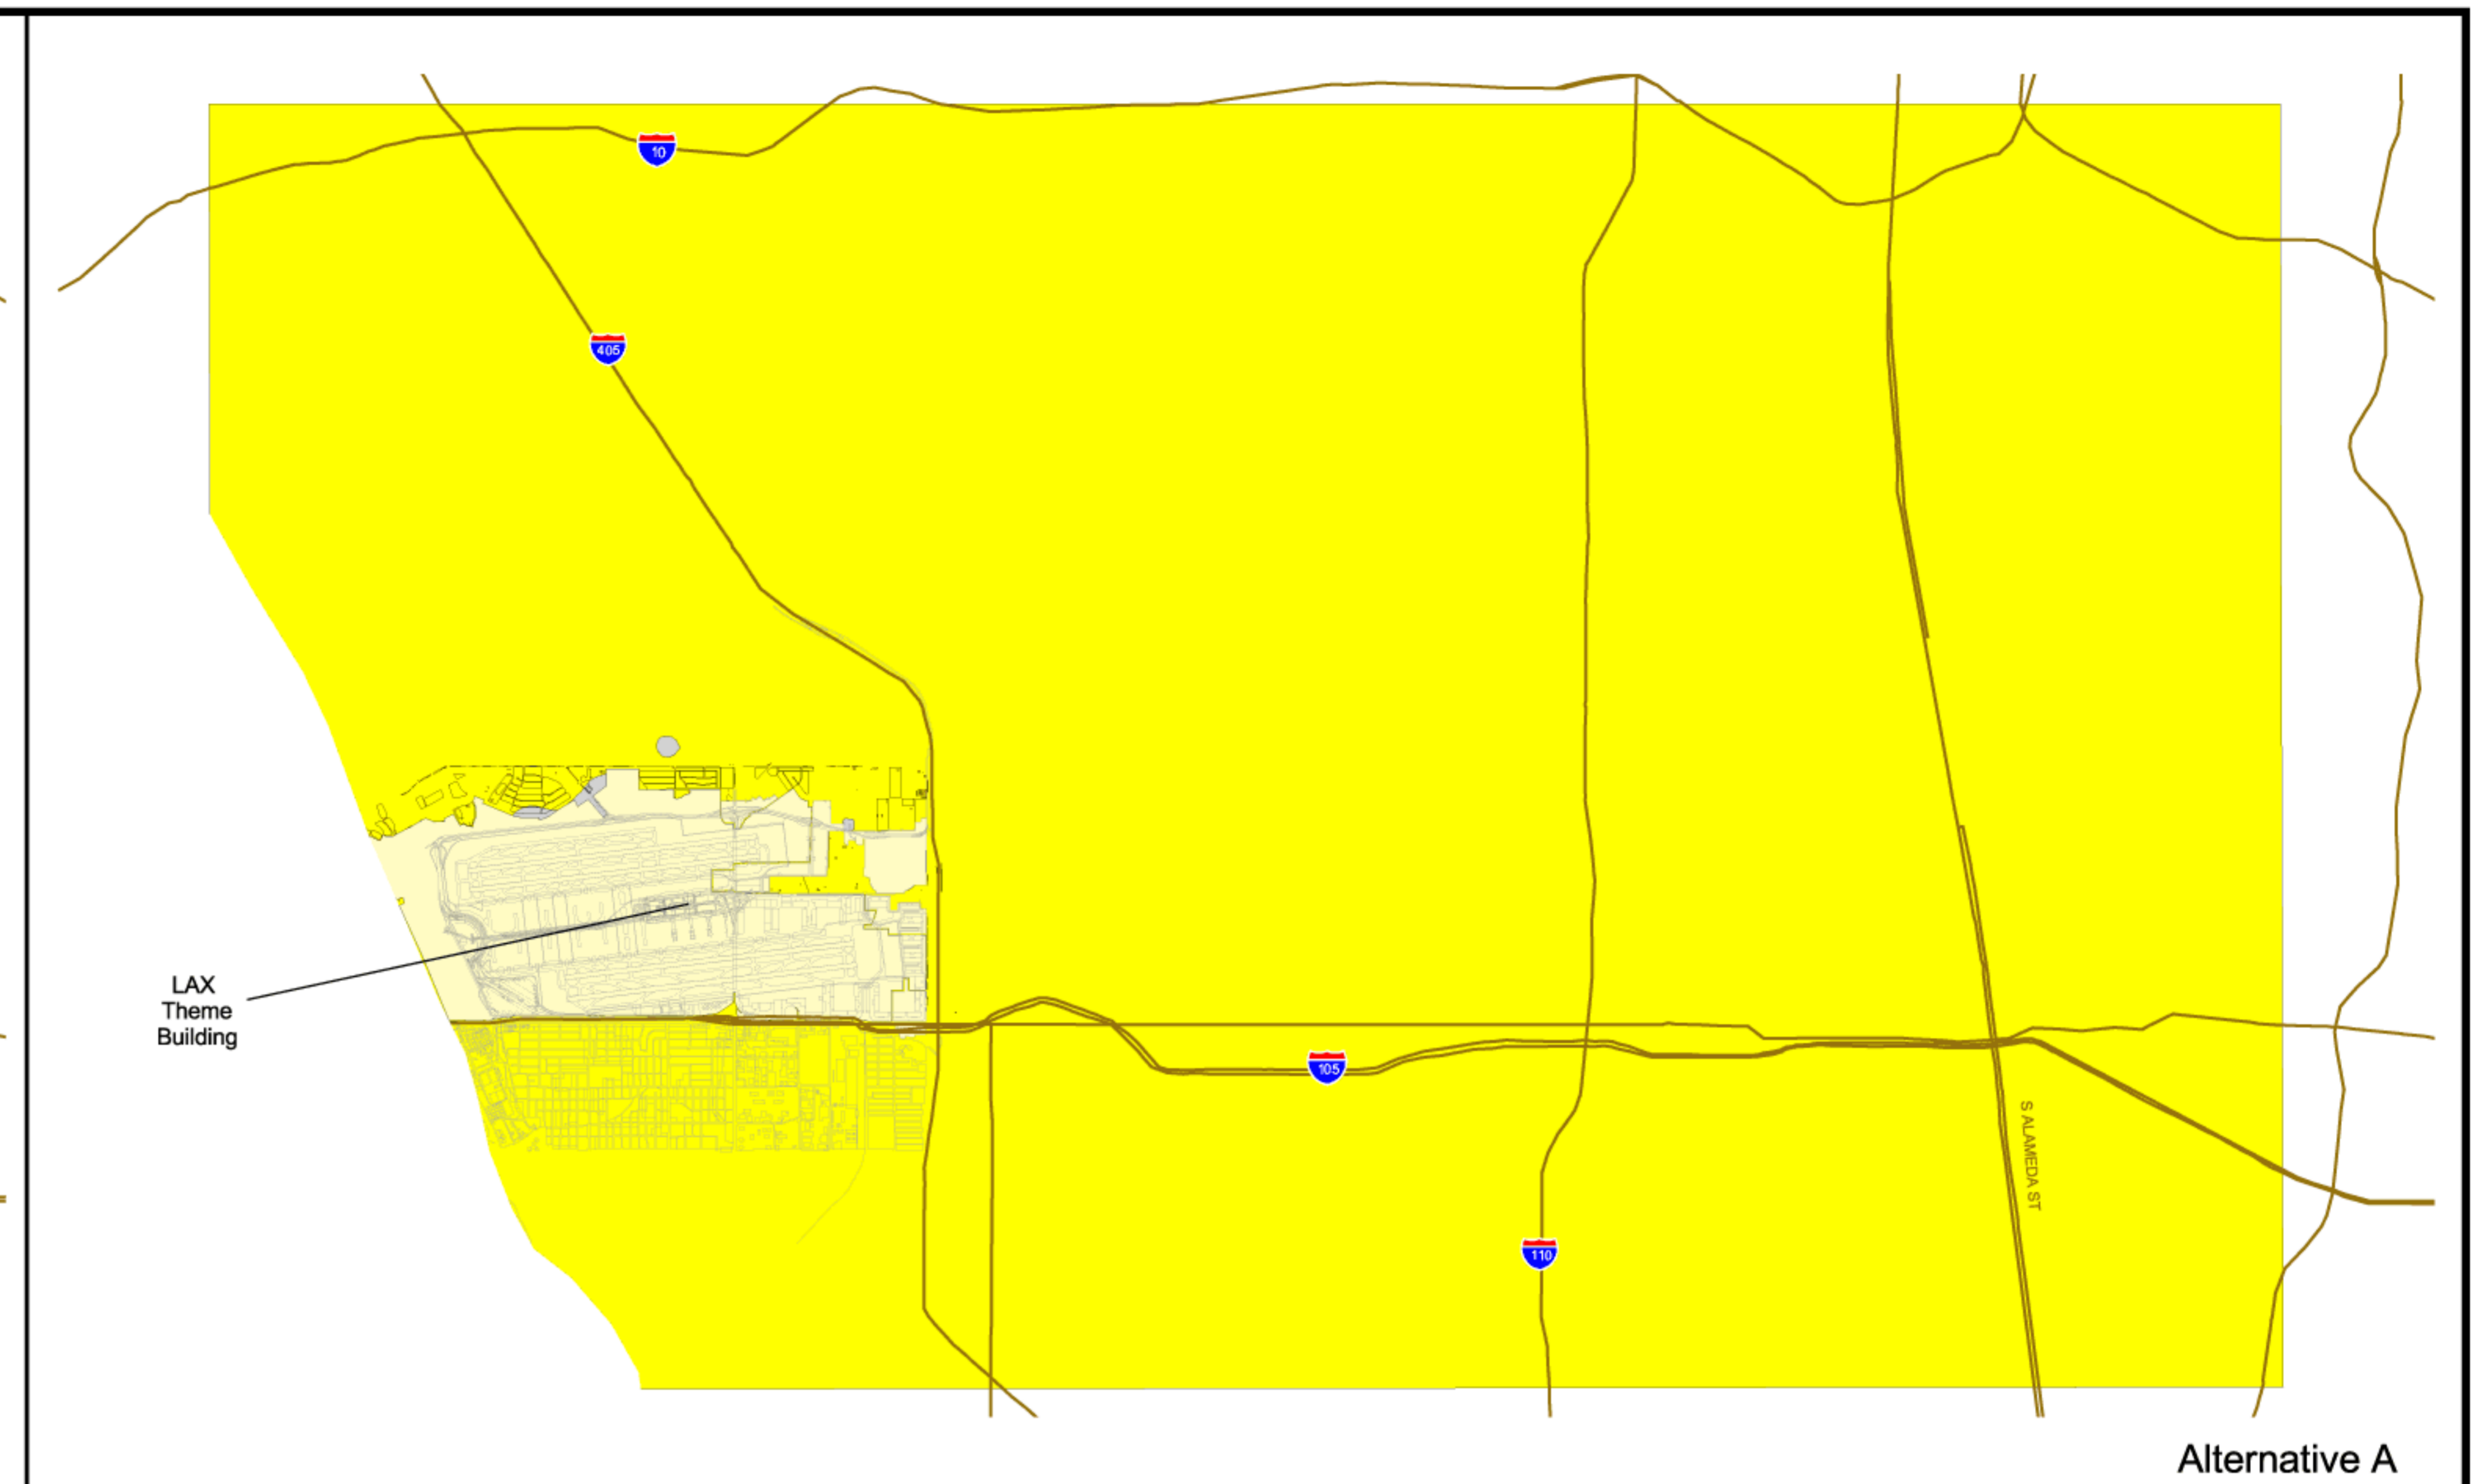 10
405
LAX
Theme
Building
105
S ALAMEDA ST
110
Alternative A